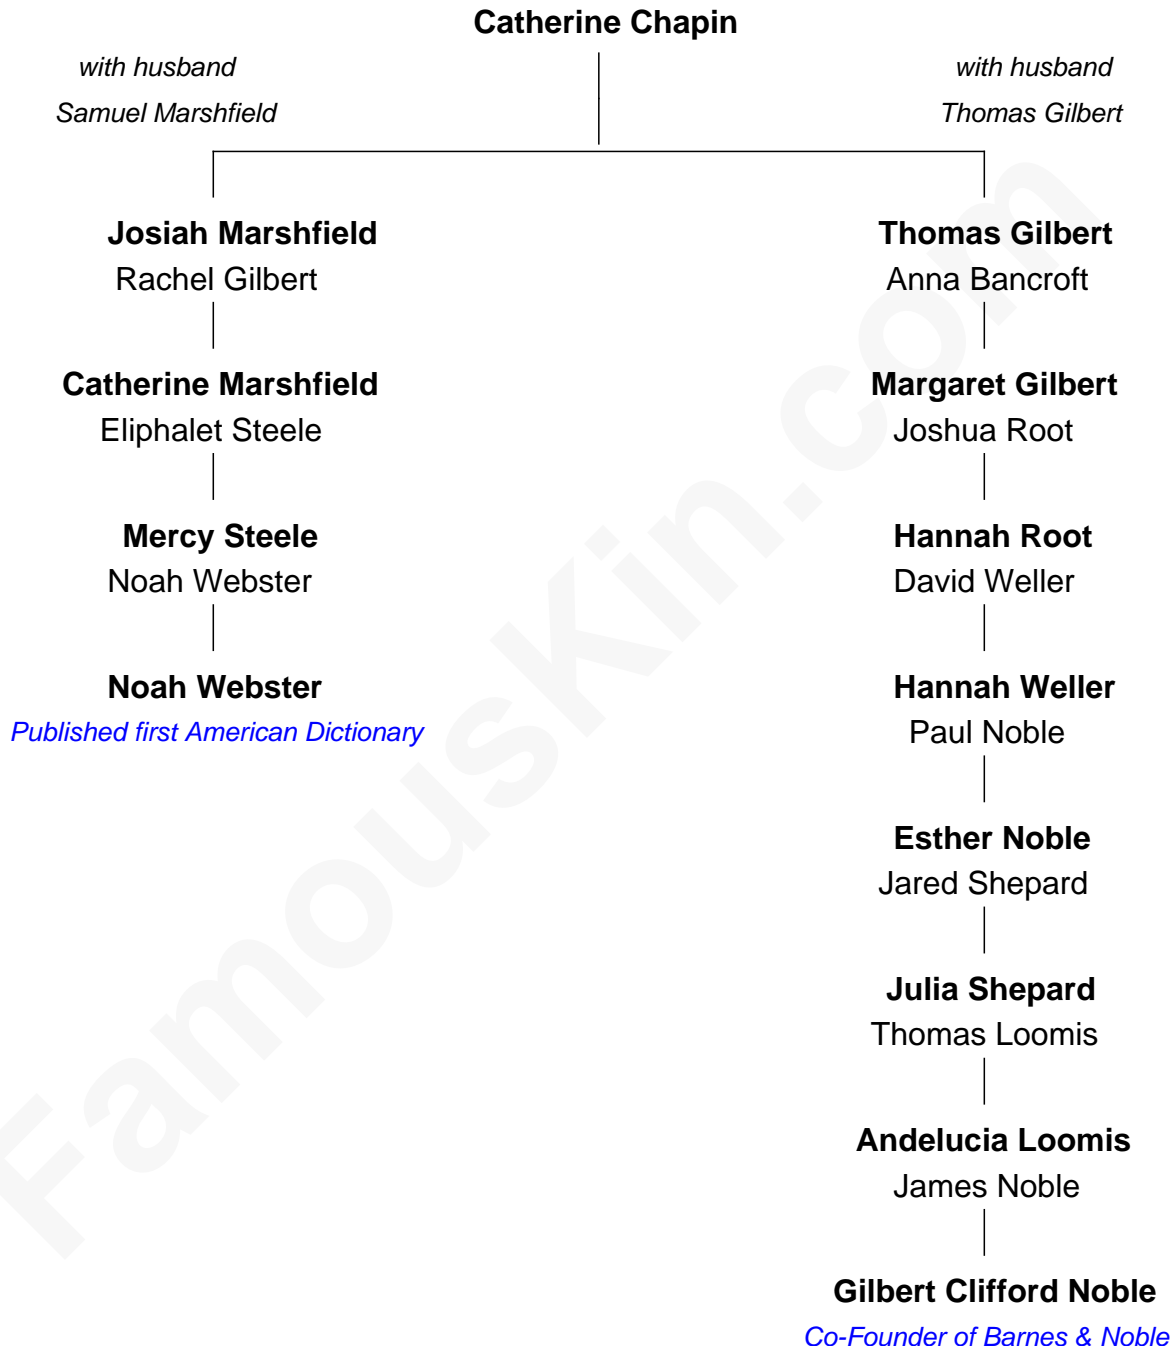 Catherine Chapin
with husband
Samuel Marshfield
with husband
Thomas Gilbert
Josiah Marshfield
Rachel Gilbert
Catherine Marshfield
Eliphalet Steele
Mercy Steele
Noah Webster
Noah Webster
Published first American Dictionary
Thomas Gilbert
Anna Bancroft
Margaret Gilbert
Joshua Root
Hannah Root
David Weller
Hannah Weller
Paul Noble
Esther Noble
Jared Shepard
Julia Shepard
Thomas Loomis
Andelucia Loomis
James Noble
Gilbert Clifford Noble
Co-Founder of Barnes & Noble
FamousKin.com